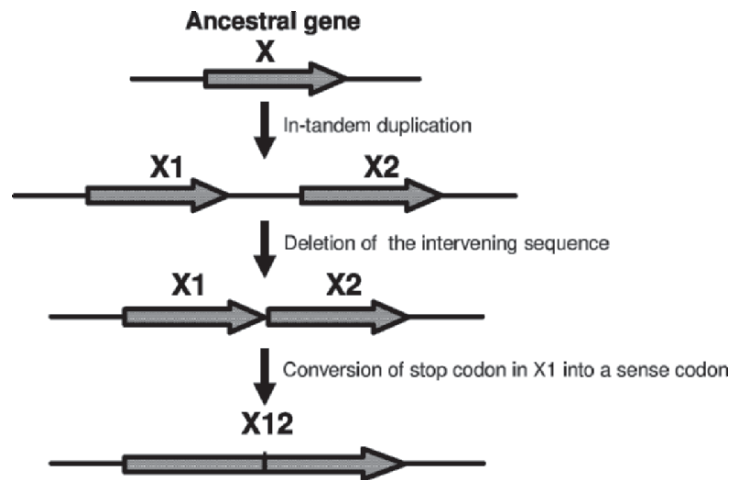 Ancestral gene
X
In-tandem duplication
X1 X2
Deletion of the intervening sequence
X1 X2
Conversion of stop codon in X1 into a sense codon
X12